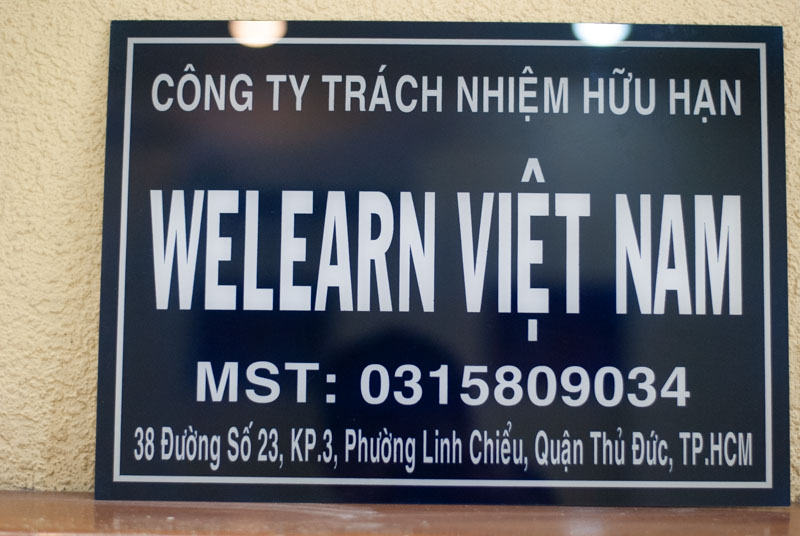 CÔNG TY TRÁCH NHIỆM HỮU HẠN
WELEARN VIỆT NAM
MST: 0315809034
38 Đường Số 23, KP.3, Phường Linh Chiểu, Quận Thủ Đức, TP.HCM